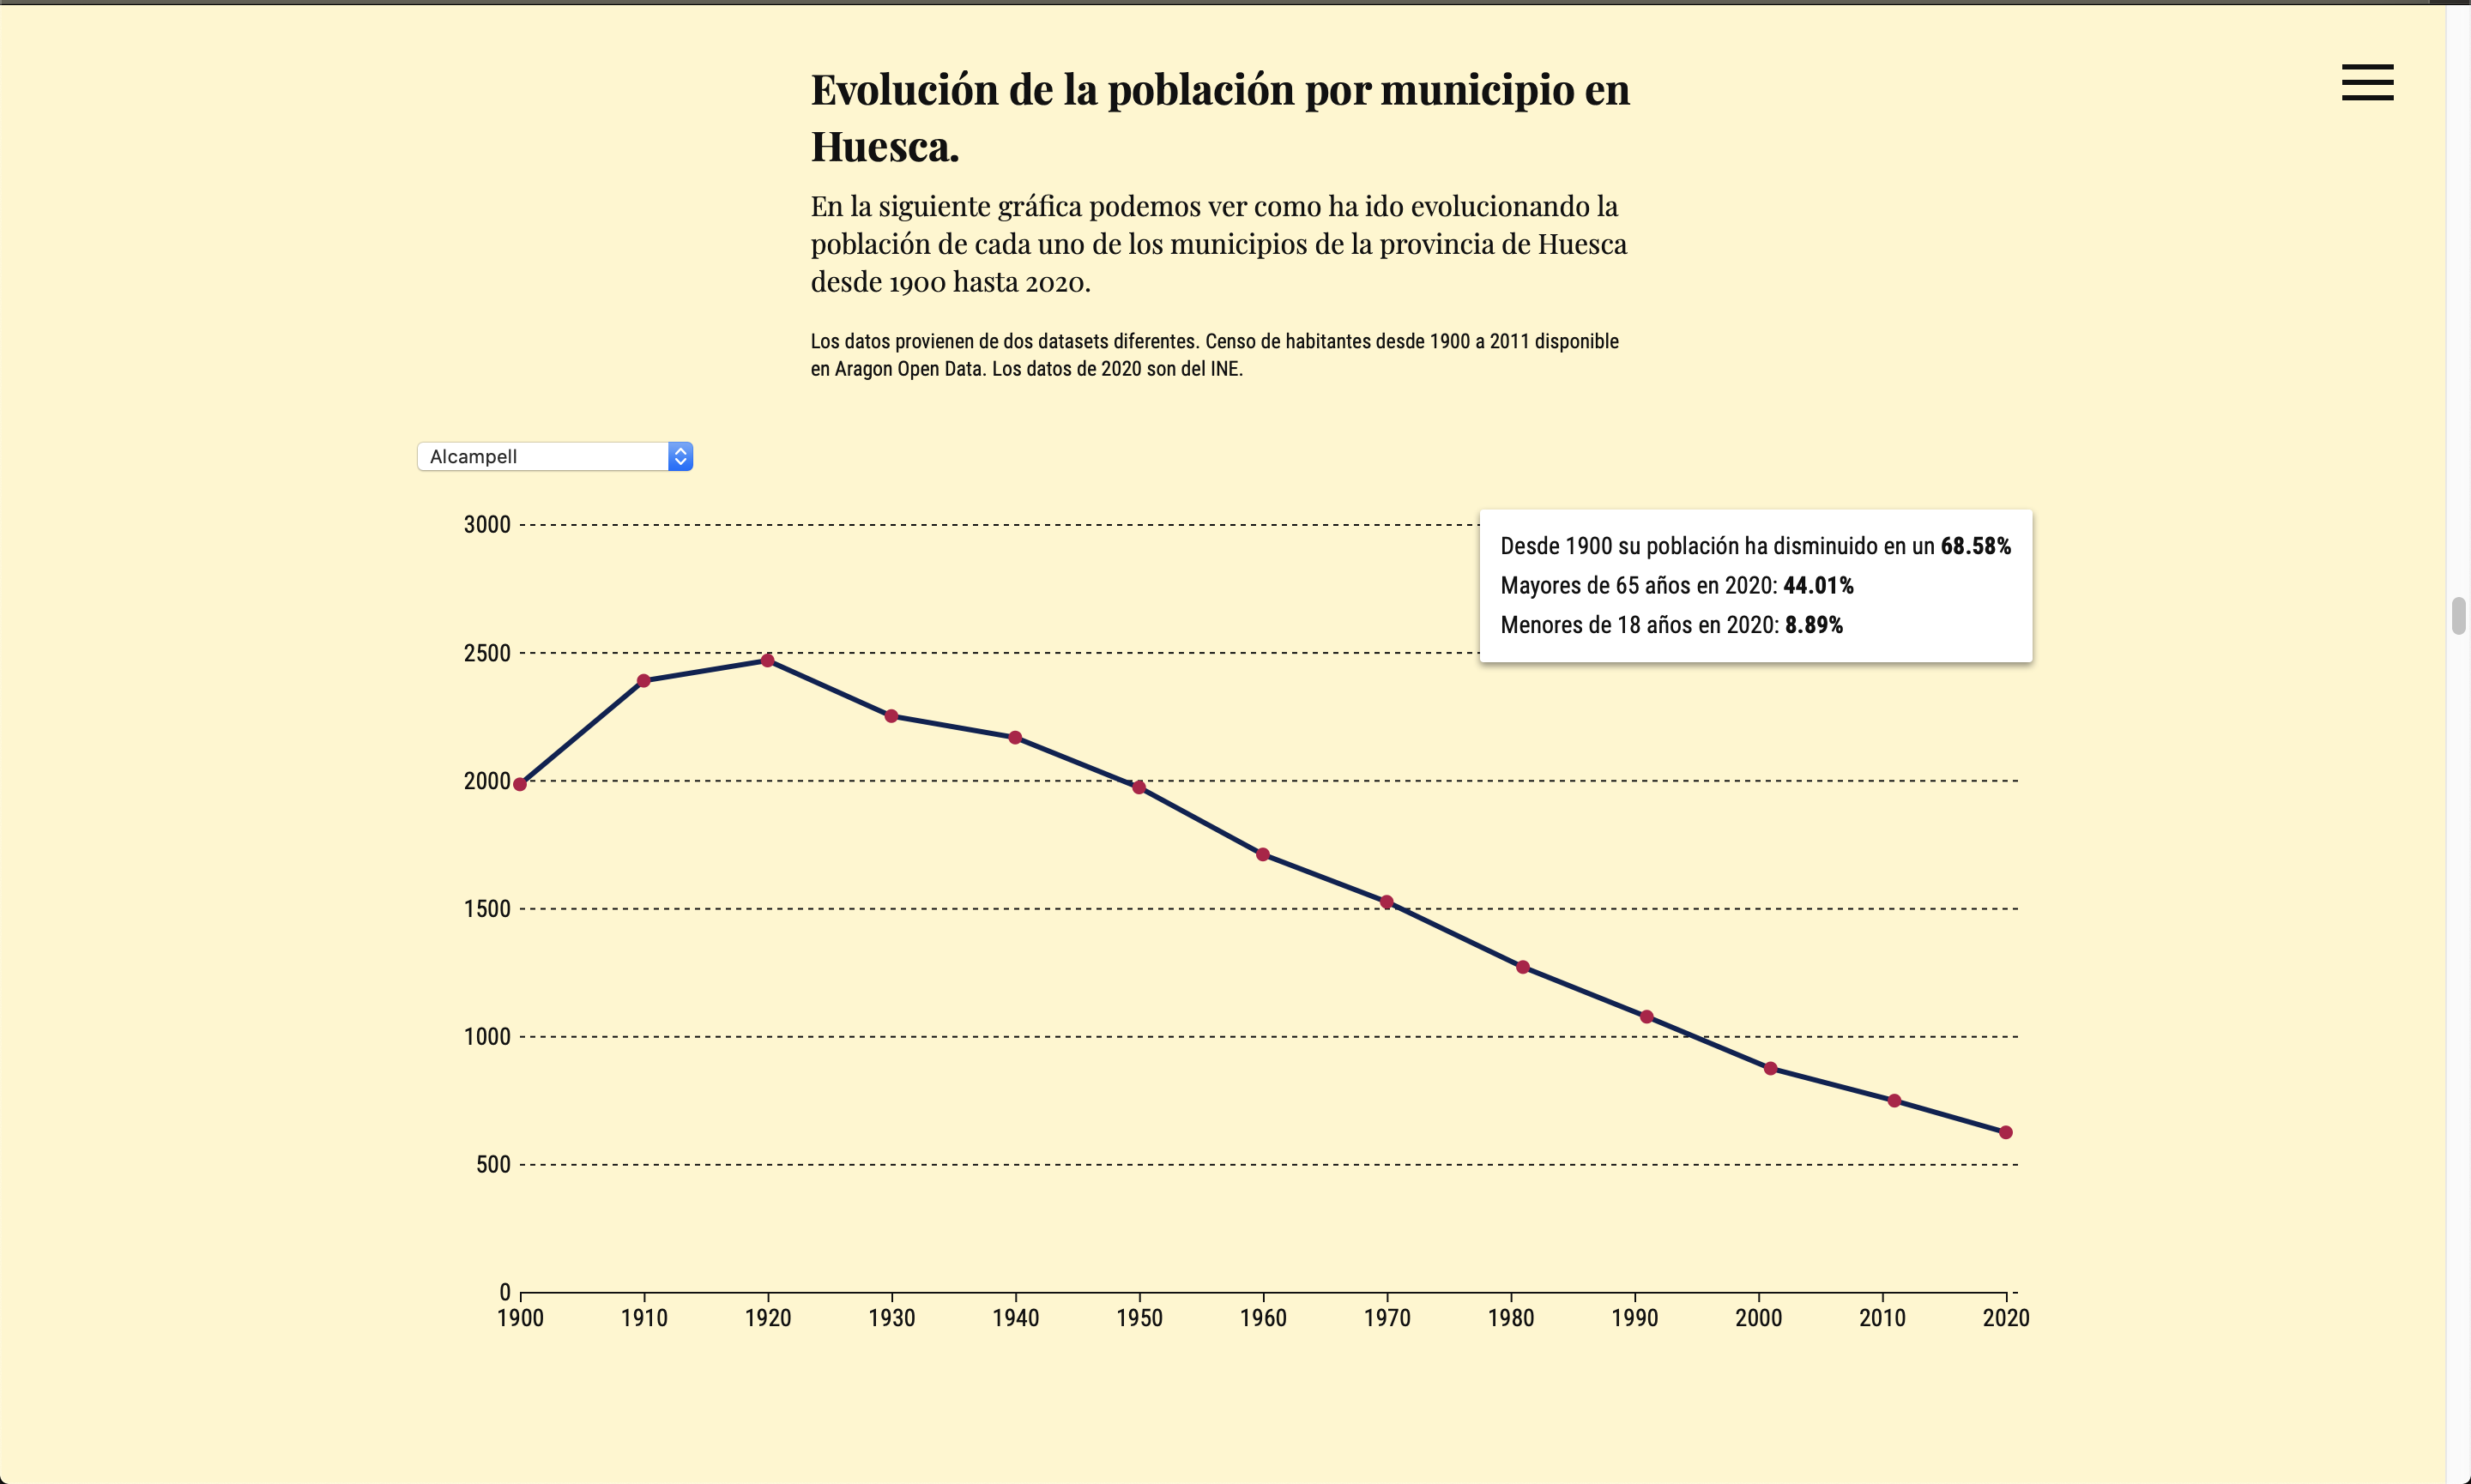 Evolución de la población por municipio en
Huesca.
En la siguiente gráfica podemos ver como ha ido evolucionando la
población de cada uno de los municipios de la provincia de Huesca
desde 1900 hasta 2020.
Los datos provienen de dos datasets diferentes. Censo de habitantes desde 1900 a 2011 disponible
en Aragon Open Data. Los datos de 2020 son del INE.
Alcampell
3000
Desde 1900 su población ha disminuido en un 68.58%
Mayores de 65 años en 2020: 44.01%
Menores de 18 años en 2020: 8.89%
2500
2000
1500
1000
500
0
1900 1910 1920 1930 1940 1950 1960 1970 1980 1990 2000 2010 2020